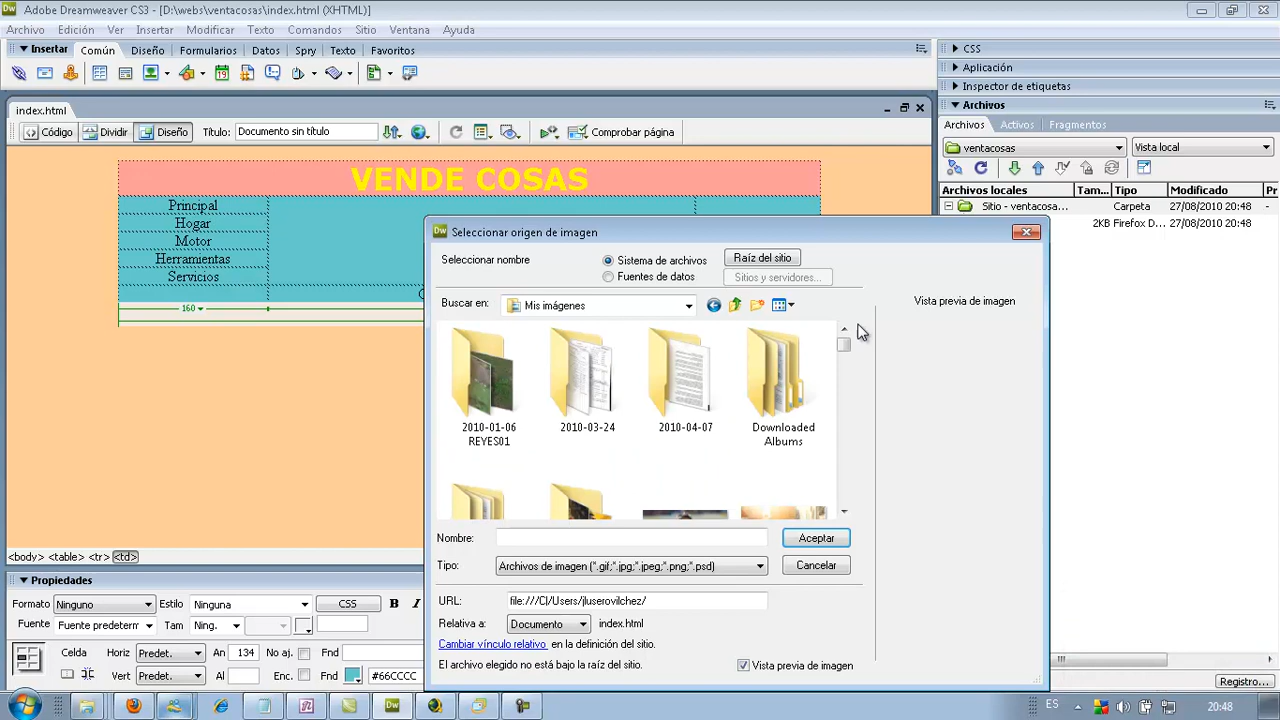 Adobe Dreamweaver CS3 - [D:\webs\ventacosas\index.html (XHTML)]
Archivo Edición Ver Insertar Modificar Texto Comandos Sitio Ventana Ayuda
Insertar Común Diseño Formularios Datos Spry Texto Favoritos
CSS
Aplicación
Inspector de etiquetas
Archivos
index.html
Archivos Activos Fragmentos
Código Dividir Diseño Título: Documento sin título Comprobar página
ventacosas Vista local
VENDE COSAS
Archivos locales Tam... Tipo Modificado Pr
Sitio - ventacosa... Carpeta 27/08/2010 20:48 -
2KB Firefox D... 27/08/2010 20:48
Principal
Hogar
Motor
Herramientas
Servicios
160
Seleccionar origen de imagen
Seleccionar nombre Sistema de archivos Raíz del sitio
Fuentes de datos Sitios y servidores...
Buscar en: Mis imágenes
Vista previa de imagen
2010-01-06 REYES01
2010-03-24
2010-04-07
Downloaded Albums
Nombre: Aceptar
Tipo: Archivos de imagen (*.gif;*.jpg;*.jpeg;*.png;*.psd) Cancelar
URL: file:///C|/Users/jluserovilchez/
Relativa a: Documento index.html
Cambiar vínculo relativo en la definición del sitio.
El archivo elegido no está bajo la raíz del sitio. Vista previa de imagen
<body> <table> <tr> <td>
Propiedades
Formato Ninguno Estilo Ninguna CSS B I
Fuente Fuente predeterm Tam Ning.
Celda Horiz Predet. An 134 No aj. Fnd
Vert Predet. Al Enc. Fnd #66CCCC
Registro...
ES 20:48